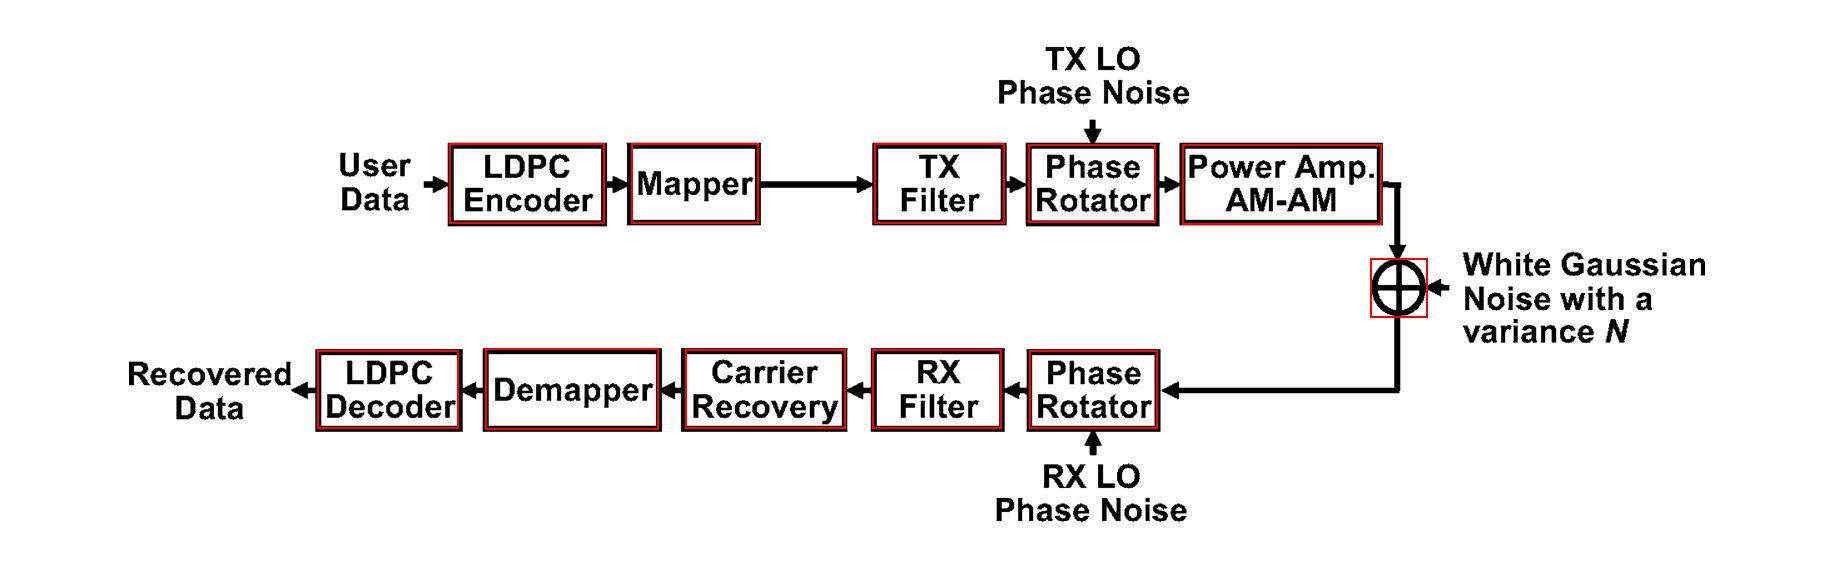 TX LO
Phase Noise
User
Data
LDPC
Encoder
Mapper
TX
Filter
Phase
Rotator
Power Amp.
AM-AM
White Gaussian
Noise with a
variance N
Recovered
Data
LDPC
Decoder
Demapper
Carrier
Recovery
RX
Filter
Phase
Rotator
RX LO
Phase Noise